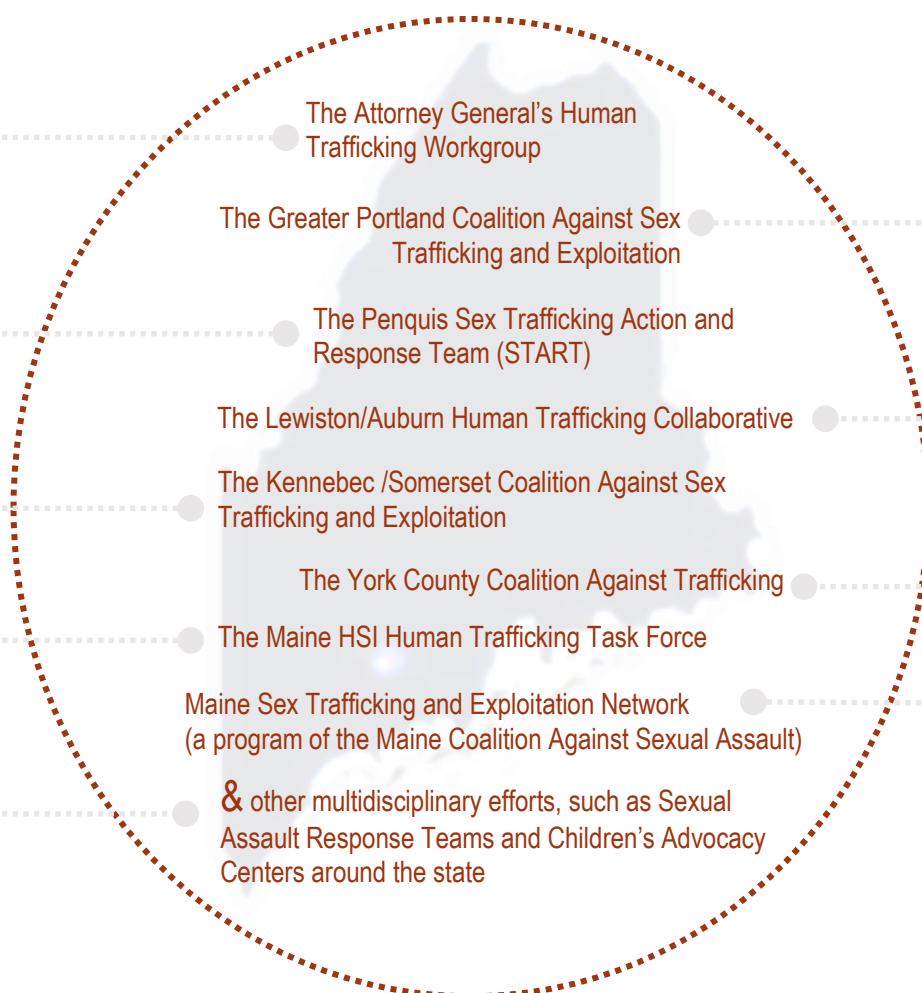 The Attorney General’s Human
Trafficking Workgroup
The Greater Portland Coalition Against Sex
Trafficking and Exploitation
The Penquis Sex Trafficking Action and
Response Team (START)
The Lewiston/Auburn Human Trafficking Collaborative
The Kennebec /Somerset Coalition Against Sex
Trafficking and Exploitation
The York County Coalition Against Trafficking
The Maine HSI Human Trafficking Task Force
Maine Sex Trafficking and Exploitation Network
(a program of the Maine Coalition Against Sexual Assault)
& other multidisciplinary efforts, such as Sexual
Assault Response Teams and Children’s Advocacy
Centers around the state